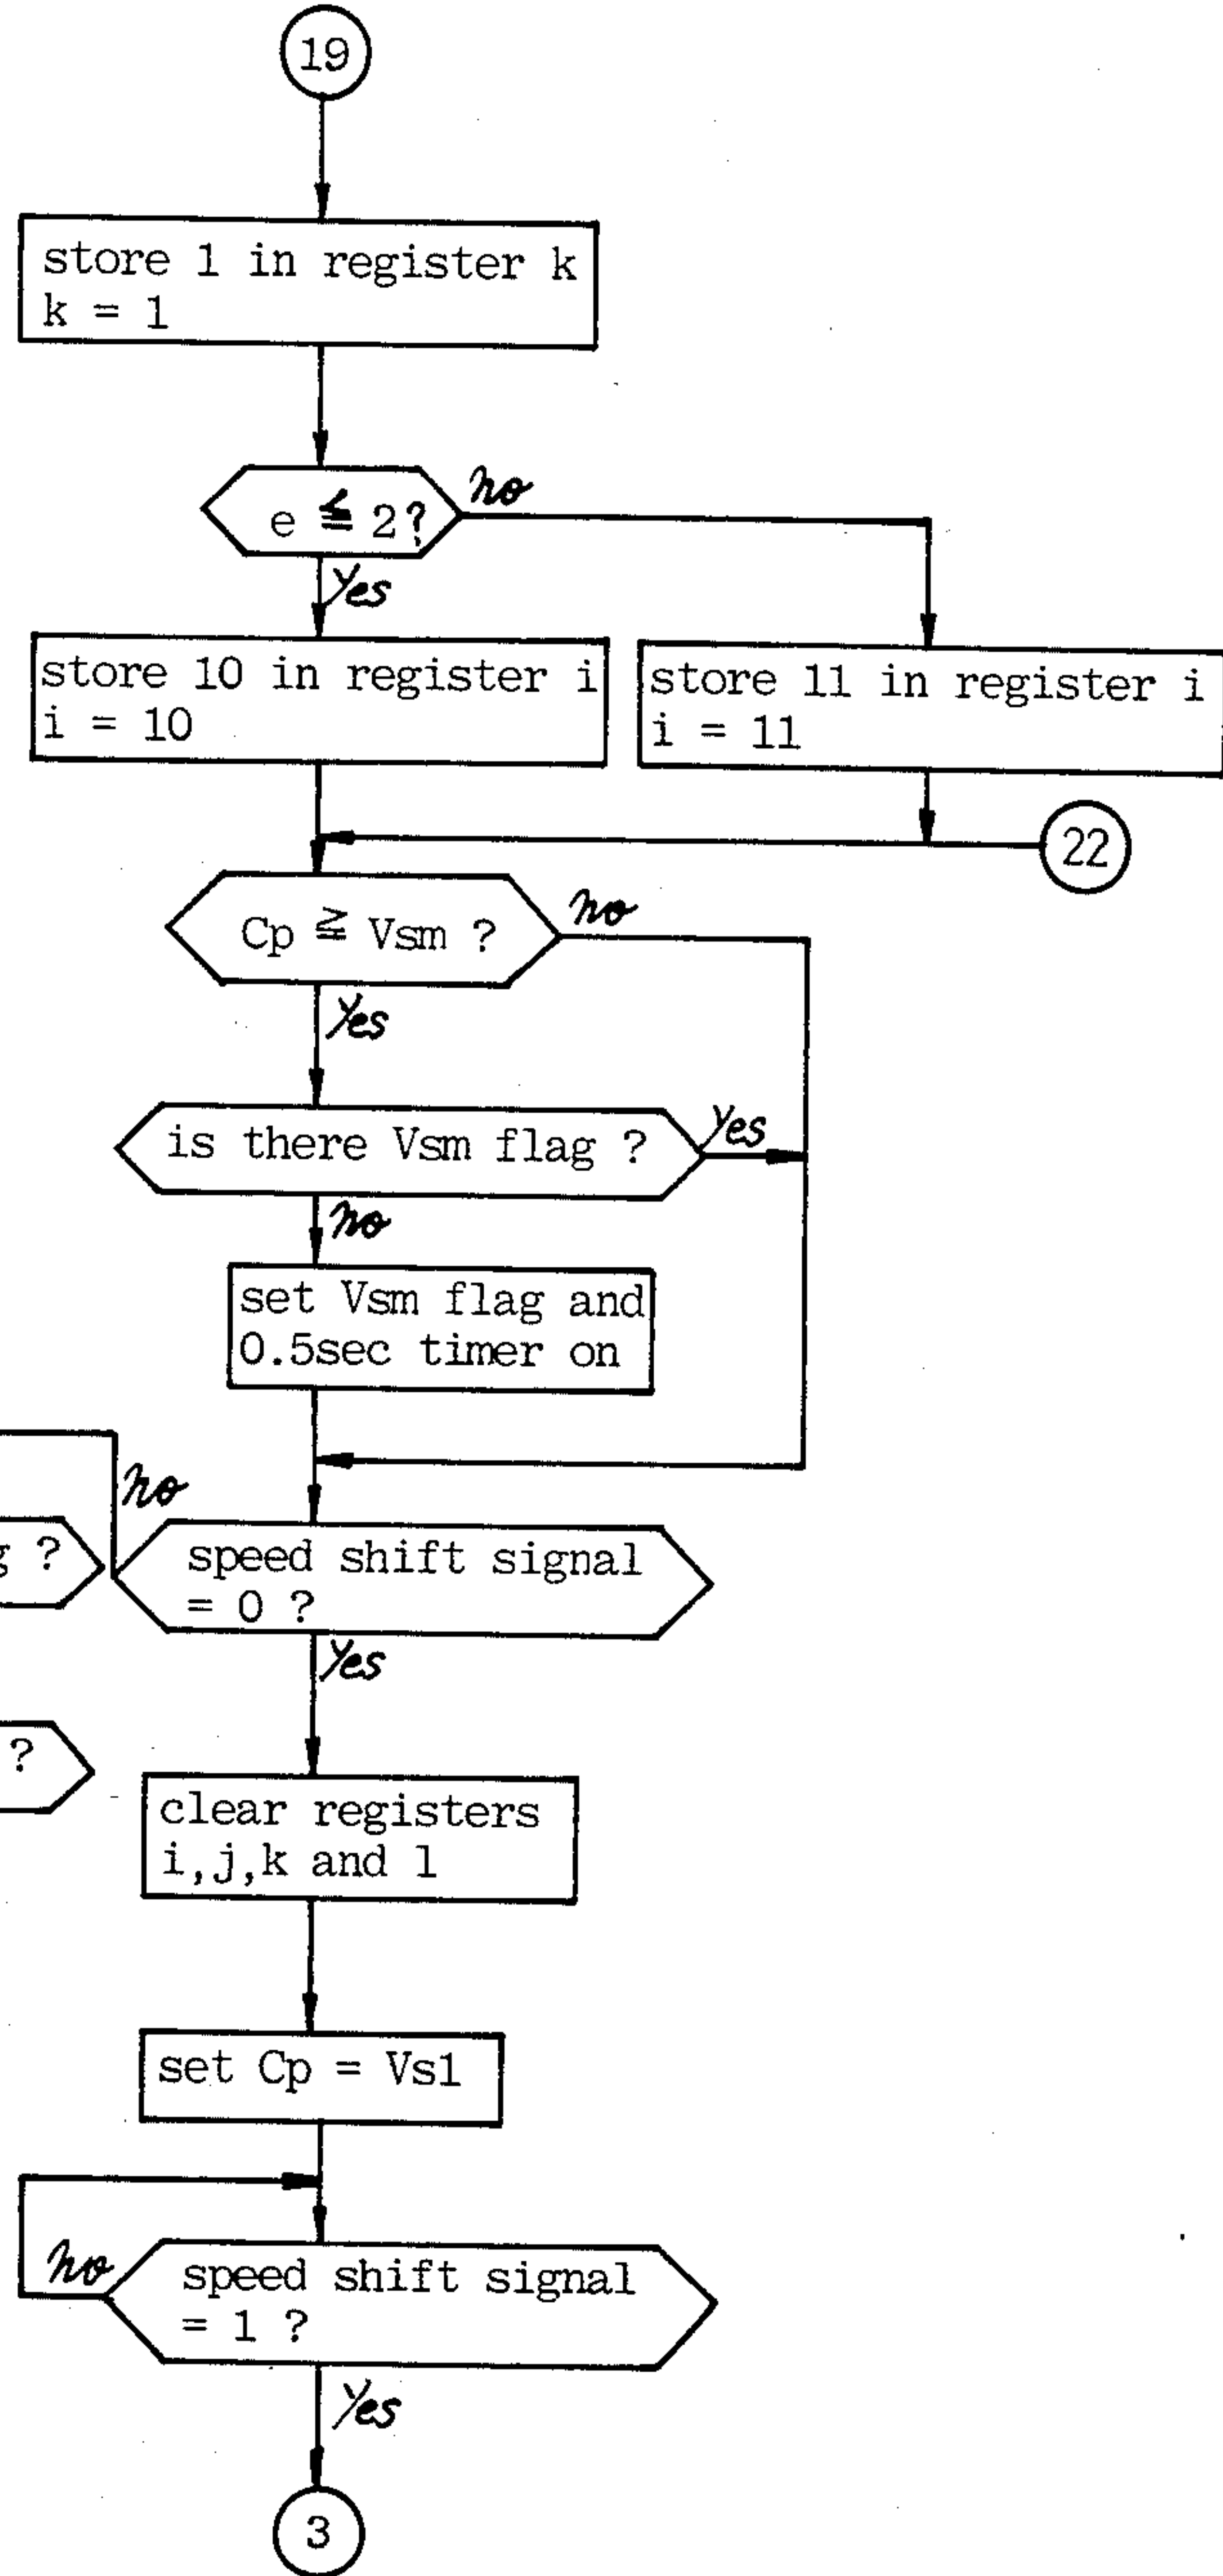 19
store 1 in register k
k = 1
e ≦ 2?
no
yes
store 10 in register i
i = 10
store 11 in register i
i = 11
22
Cp ≧ Vsm ?
no
yes
is there Vsm flag ?
yes
no
set Vsm flag and
0.5sec timer on
no
g ?
speed shift signal
= 0 ?
yes
?
clear registers
i,j,k and l
set Cp = Vs1
no
speed shift signal
= 1 ?
yes
3